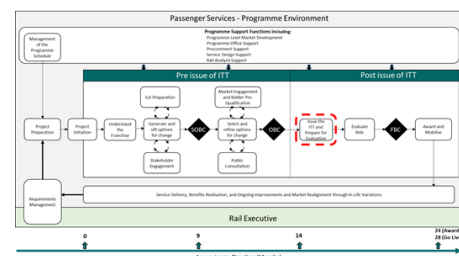 Passenger Services - Programme Environment
Management
of the
Programme
Schedule
Programme Support Functions Including:
Programme Level Market Development
Programme Office Support
Procurement Support
Service Design Support
Rail Analysis Support
Pre issue of ITT
Post issue of ITT
Exit Preparation
Market Engagement
and Bidder Pre-
Qualification
Project
Preparation
Project
Initiation
Understand
the
Franchise
Generate and
sift options
for change
SOBC
Select and
refine options
for change
OBC
Issue the
ITT and
Prepare for
Evaluation
Evaluate
Bids
FBC
Award and
Mobilise
Stakeholder
Engagement
Public
Consultation
Requirements
Management
Service Delivery, Benefits Realisation, and Ongoing Improvements and Market Realignment through In-Life Variations
Rail Executive
0
9
14
24 (Award
28 (Go Liv